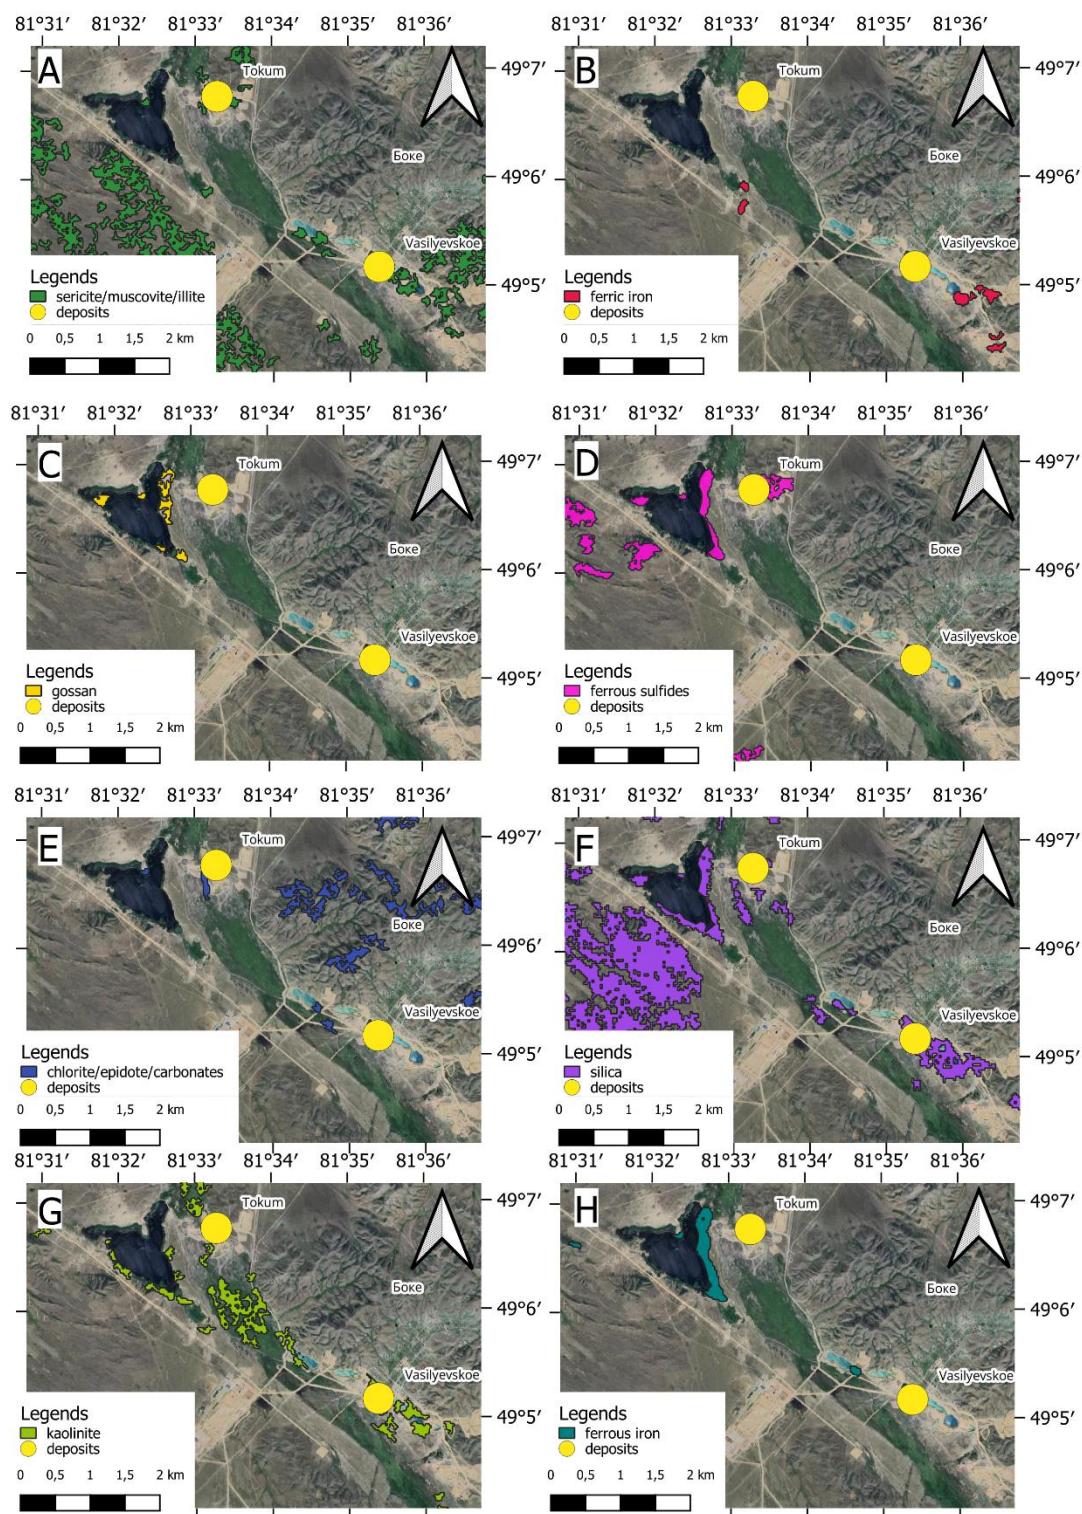 81°31′ 81°32′ 81°33′ 81°34′ 81°35′ 81°36′
81°31′ 81°32′ 81°33′ 81°34′ 81°35′ 81°36′
A
Tokum
49°7′
Боке
49°6′
Vasilyevskoe
49°5′
Legends
sericite/muscovite/illite
deposits
0 0,5 1 1,5 2 km
B
Tokum
49°7′
Боке
49°6′
Vasilyevskoe
49°5′
Legends
ferric iron
deposits
0 0,5 1 1,5 2 km
81°31′ 81°32′ 81°33′ 81°34′ 81°35′ 81°36′
81°31′ 81°32′ 81°33′ 81°34′ 81°35′ 81°36′
C
Tokum
49°7′
Боке
49°6′
Vasilyevskoe
49°5′
Legends
gossan
deposits
0 0,5 1 1,5 2 km
D
Tokum
49°7′
Боке
49°6′
Vasilyevskoe
49°5′
Legends
ferrous sulfides
deposits
0 0,5 1 1,5 2 km
81°31′ 81°32′ 81°33′ 81°34′ 81°35′ 81°36′
81°31′ 81°32′ 81°33′ 81°34′ 81°35′ 81°36′
E
Tokum
49°7′
Боке
49°6′
Vasilyevskoe
49°5′
Legends
chlorite/epidote/carbonates
deposits
0 0,5 1 1,5 2 km
F
Tokum
49°7′
Боке
49°6′
Vasilyevskoe
49°5′
Legends
silica
deposits
0 0,5 1 1,5 2 km
81°31′ 81°32′ 81°33′ 81°34′ 81°35′ 81°36′
81°31′ 81°32′ 81°33′ 81°34′ 81°35′ 81°36′
G
Tokum
49°7′
Боке
49°6′
Vasilyevskoe
49°5′
Legends
kaolinite
deposits
0 0,5 1 1,5 2 km
H
Tokum
49°7′
Боке
49°6′
Vasilyevskoe
49°5′
Legends
ferrous iron
deposits
0 0,5 1 1,5 2 km